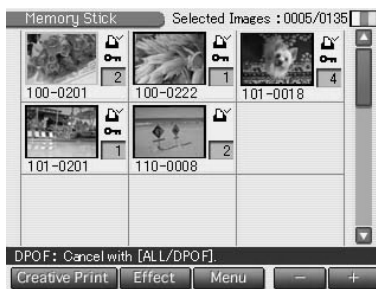 Memory Stick Selected Images : 0005/0135
2 1 4
100-0201 100-0222 101-0018
1 2
101-0201 110-0008
DPOF: Cancel with [ALL/DPOF].
Creative Print Effect Menu − +